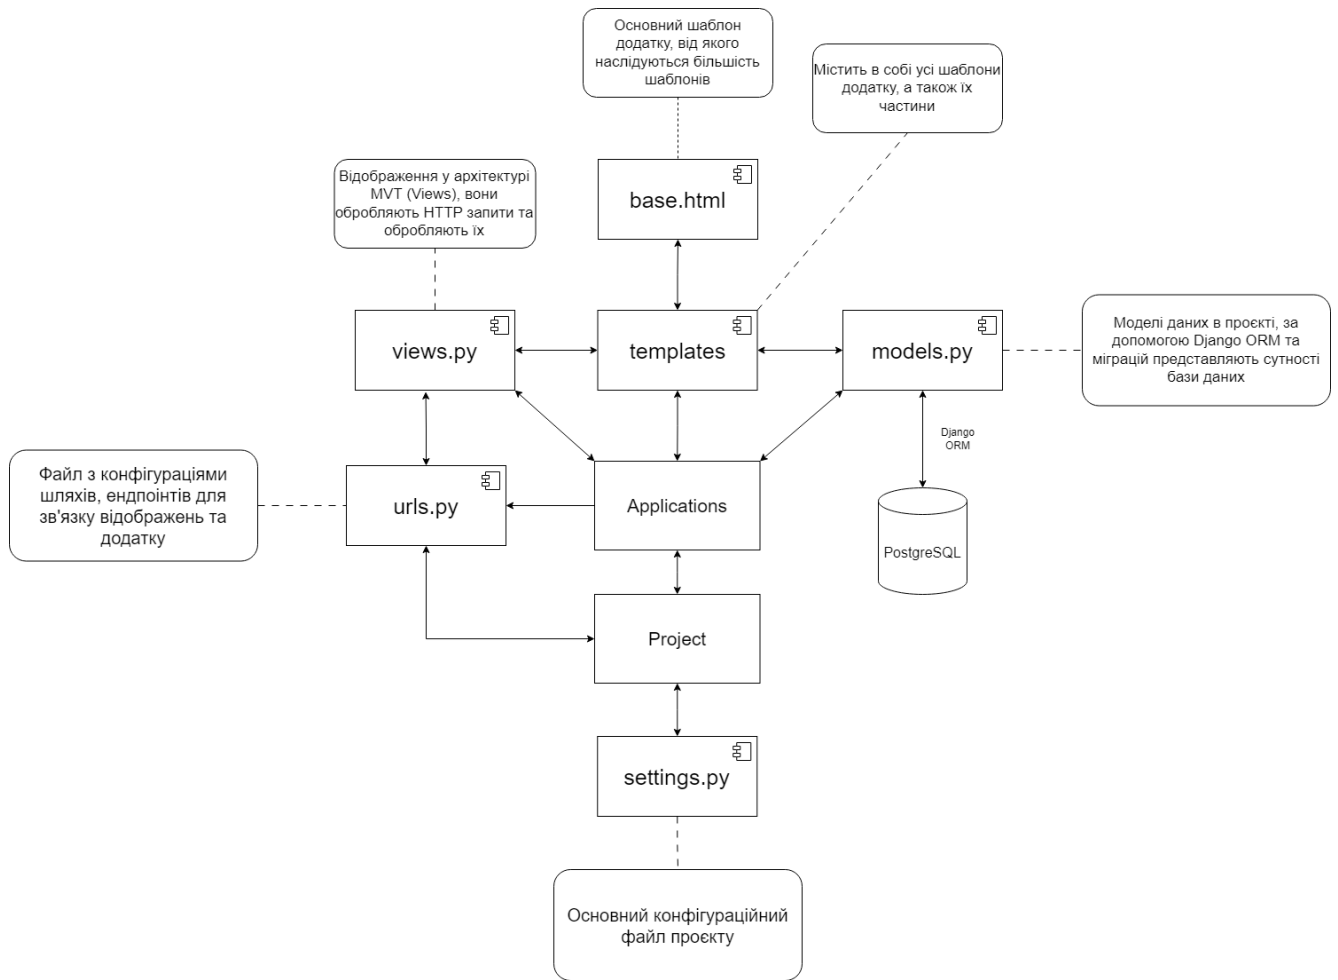 Основний шаблон
додатку, від якого
наслідуються більшість
шаблонів
Містить в собі усі шаблони
додатку, а також їх
частини
Відображення у архітектурі
MVT (Views), вони
обробляють HTTP запити та
обробляють їх
base.html
views.py
templates
models.py
Моделі даних в проєкті, за
допомогою Django ORM та
міграцій представляють сутності
бази даних
Django
ORM
Файл з конфігураціями
шляхів, ендпоінтів для
зв'язку відображень та
додатку
urls.py
Applications
PostgreSQL
Project
settings.py
Основний конфігураційний
файл проєкту